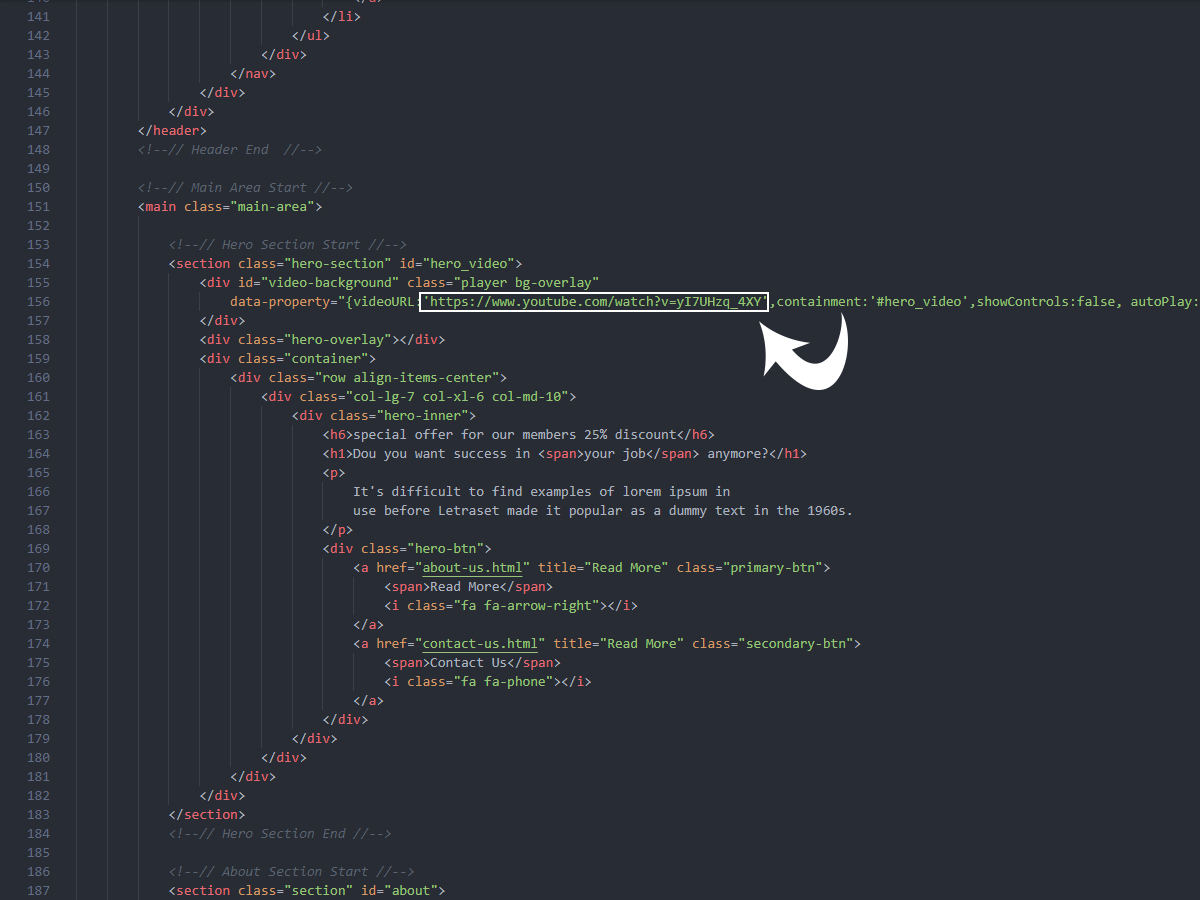 141 </li>
142 </ul>
143 </div>
144 </nav>
145 </div>
146 </div>
147 </header>
148 <!--// Header End  //-->
149
150 <!--// Main Area Start //-->
151 <main class="main-area">
152
153 <!--// Hero Section Start //-->
154 <section class="hero-section" id="hero_video">
155 <div id="video-background" class="player bg-overlay"
156 data-property="{videoURL:'https://www.youtube.com/watch?v=yI7UHzq_4XY',containment:'#hero_video',showControls:false, autoPlay:
157 </div>
158 <div class="hero-overlay"></div>
159 <div class="container">
160 <div class="row align-items-center">
161 <div class="col-lg-7 col-xl-6 col-md-10">
162 <div class="hero-inner">
163 <h6>special offer for our members 25% discount</h6>
164 <h1>Dou you want success in <span>your job</span> anymore?</h1>
165 <p>
166 It's difficult to find examples of lorem ipsum in
167 use before Letraset made it popular as a dummy text in the 1960s.
168 </p>
169 <div class="hero-btn">
170 <a href="about-us.html" title="Read More" class="primary-btn">
171 <span>Read More</span>
172 <i class="fa fa-arrow-right"></i>
173 </a>
174 <a href="contact-us.html" title="Read More" class="secondary-btn">
175 <span>Contact Us</span>
176 <i class="fa fa-phone"></i>
177 </a>
178 </div>
179 </div>
180 </div>
181 </div>
182 </div>
183 </section>
184 <!--// Hero Section End //-->
185
186 <!--// About Section Start //-->
187 <section class="section" id="about">